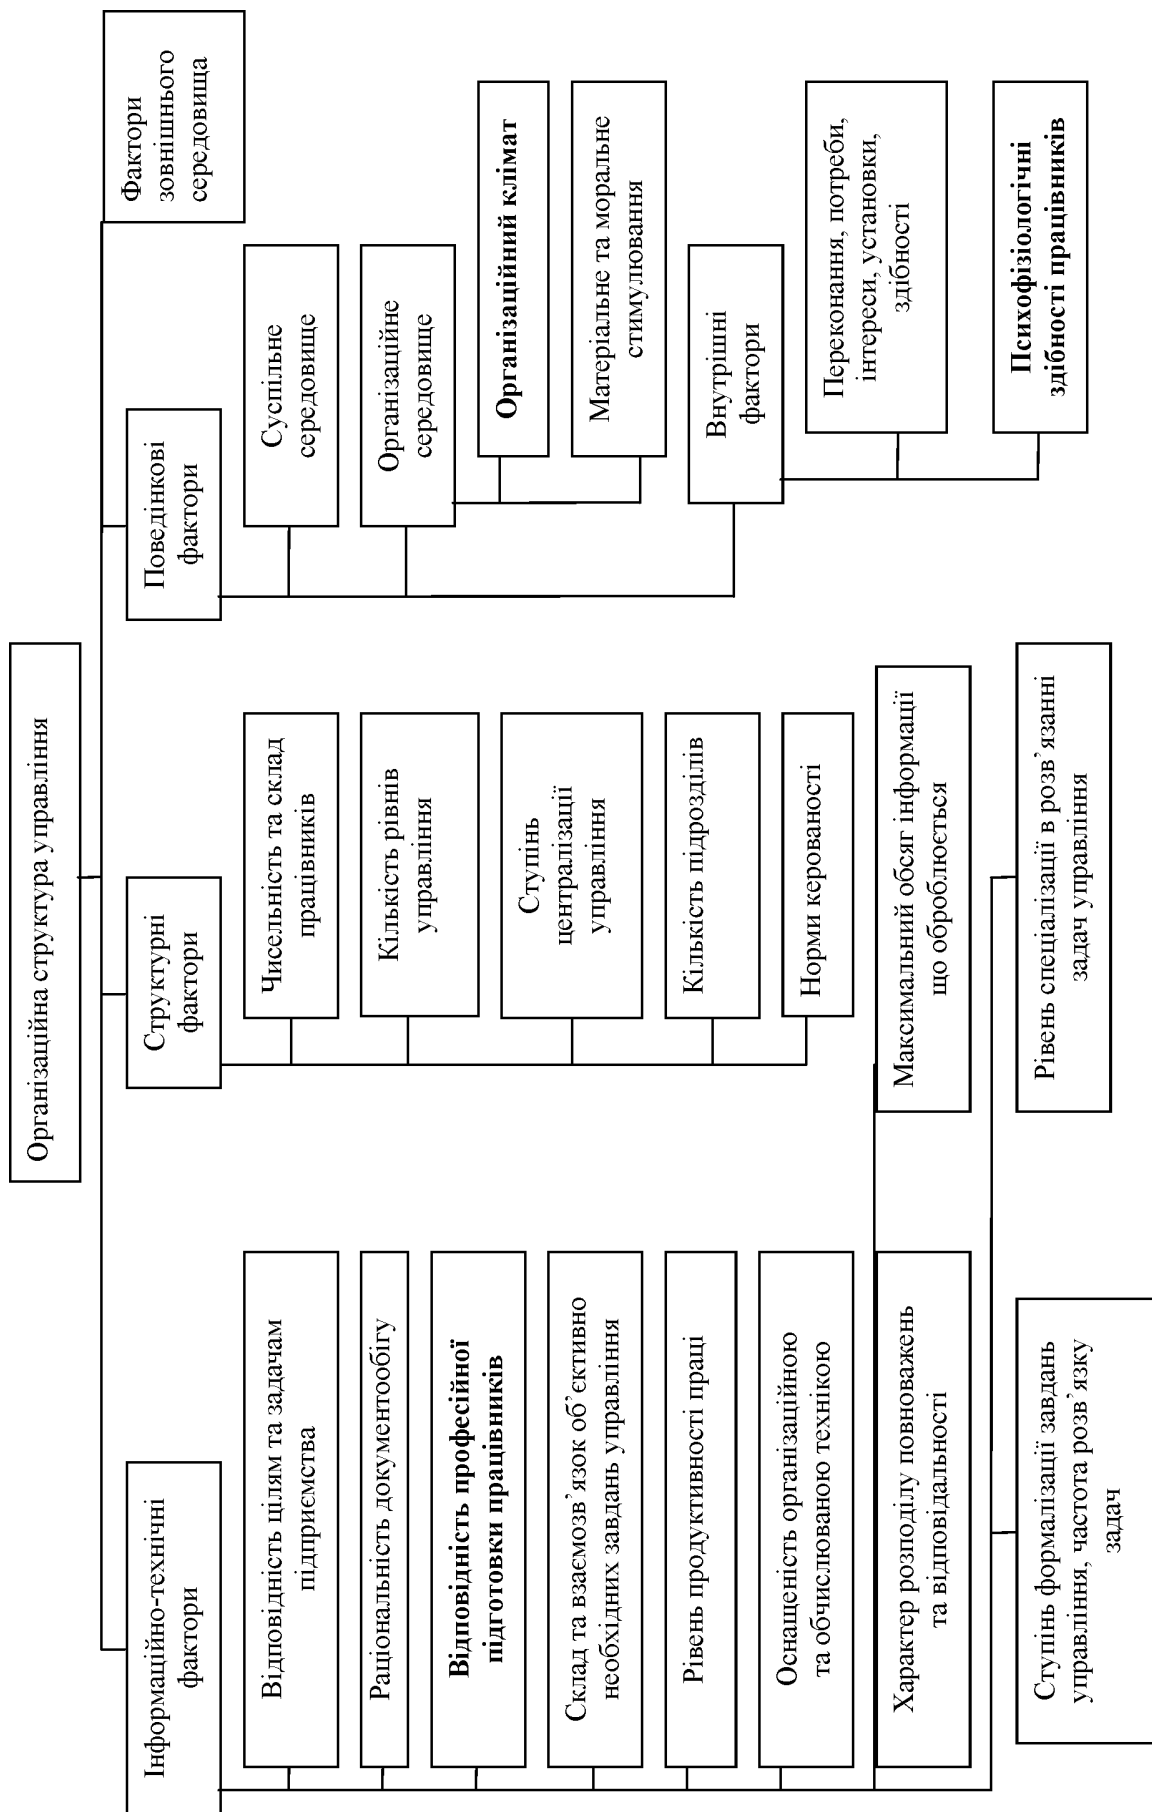 Організаційна структура управління
Інформаційно-технічні
фактори
Структурні
фактори
Поведінкові
фактори
Фактори
зовнішнього
середовища
Відповідність цілям та задачам
підприємства
Раціональність документообігу
Відповідність професійної
підготовки працівників
Склад та взаємозв’язок об’єктивно
необхідних завдань управління
Рівень продуктивності праці
Оснащеність організаційною
та обчислюваною технікою
Характер розподілу повноважень
та відповідальності
Максимальний обсяг інформації
що оброблюється
Ступінь формалізації завдань
управління, частота розв’язку
задач
Рівень спеціалізації в розв’язанні
задач управління
Чисельність та склад
працівників
Кількість рівнів
управління
Ступінь
централізації
управління
Кількість підрозділів
Норми керованості
Суспільне
середовище
Організаційне
середовище
Організаційний клімат
Матеріальне та моральне
стимулювання
Внутрішні
фактори
Переконання, потреби,
інтереси, установки,
здібності
Психофізіологічні
здібності працівників